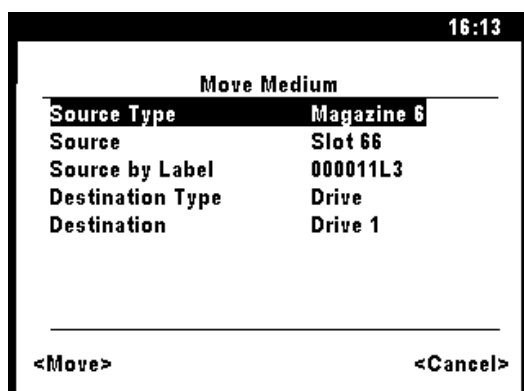 16:13
Move Medium
Source Type Magazine 6
Source Slot 66
Source by Label 000011L3
Destination Type Drive
Destination Drive 1
<Move> <Cancel>